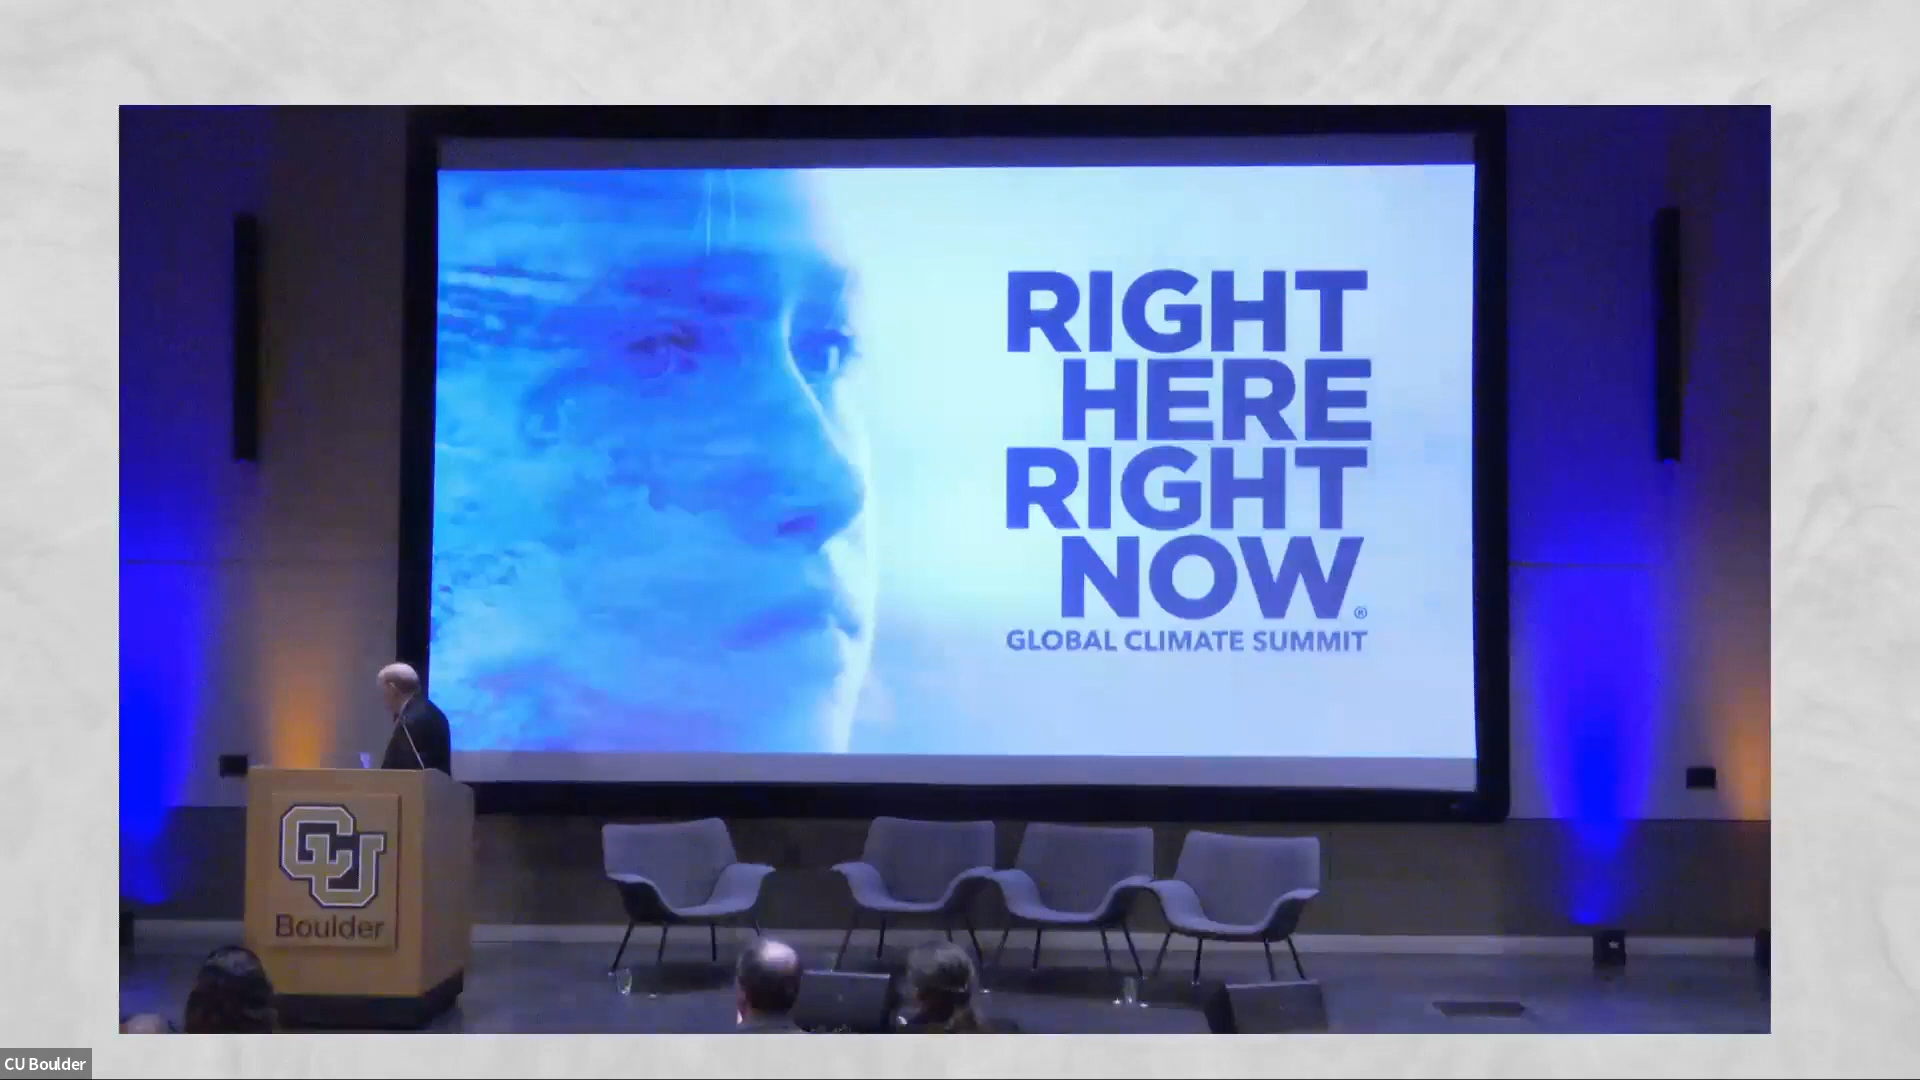 RIGHT
HERE
RIGHT
NOW®
GLOBAL CLIMATE SUMMIT
CU
Boulder
CU Boulder